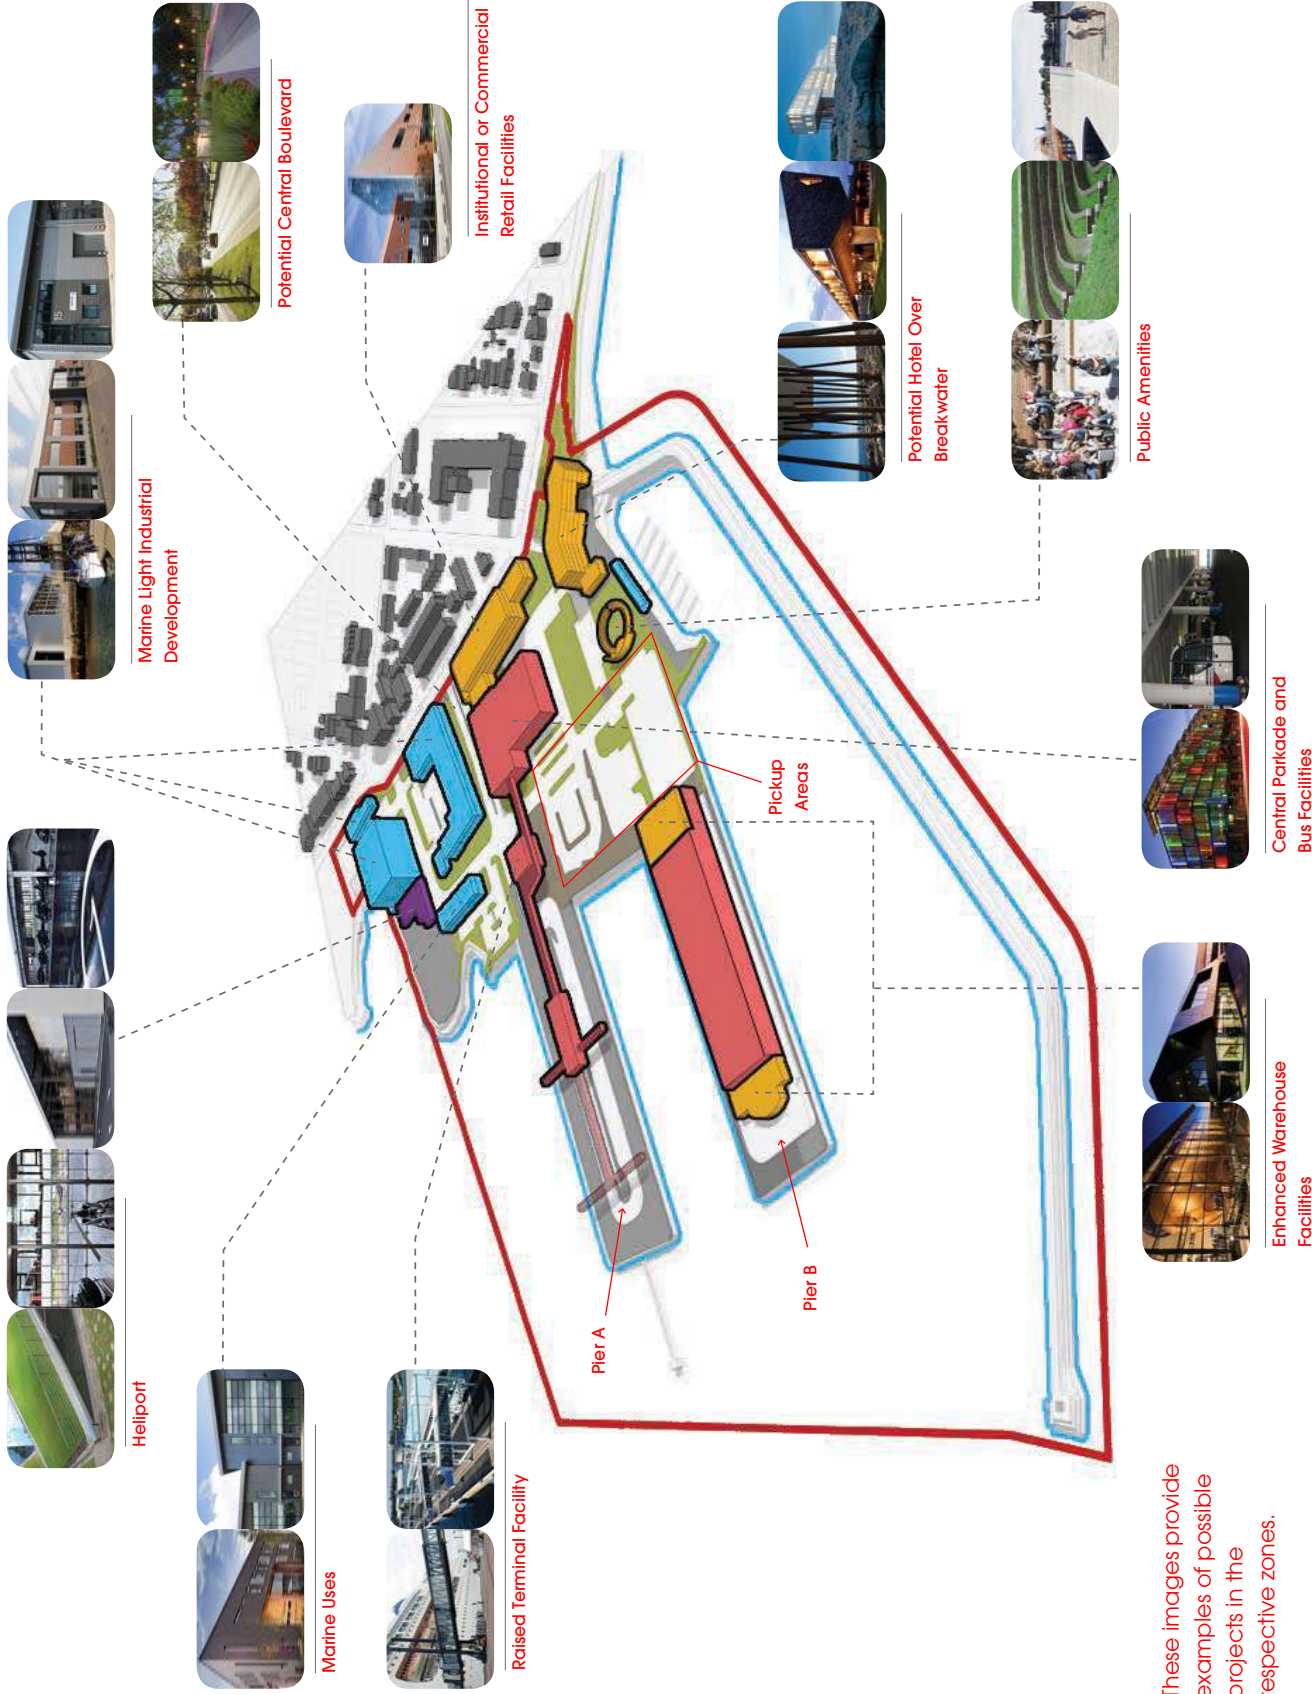 15
Heliport
Marine Light Industrial
Development
Potential Central Boulevard
Marine Uses
Institutional or Commercial
Retail Facilities
Raised Terminal Facility
Pier A
Pier B
Pickup
Areas
Potential Hotel Over
Breakwater
Public Amenities
These images provide
examples of possible
projects in the
respective zones.
Enhanced Warehouse
Facilities
Central Parkade and
Bus Facilities